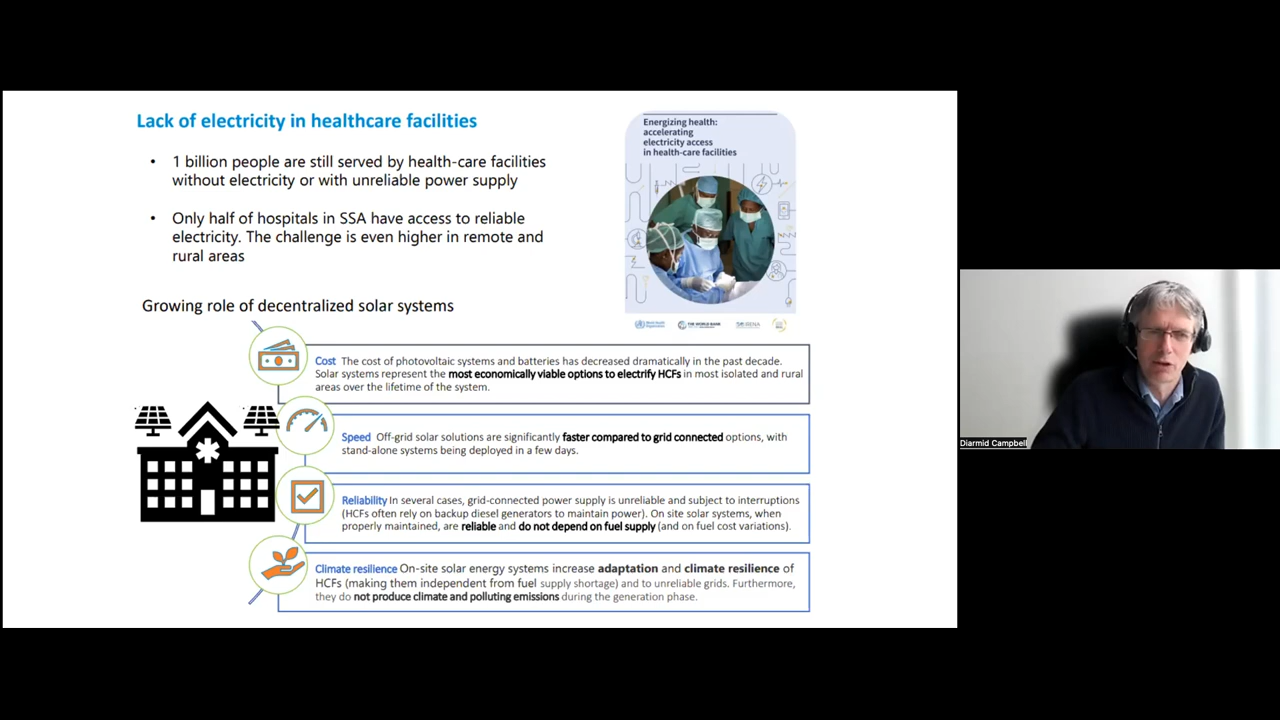 Lack of electricity in healthcare facilities
• 1 billion people are still served by health-care facilities
without electricity or with unreliable power supply
• Only half of hospitals in SSA have access to reliable
electricity. The challenge is even higher in remote and
rural areas
Energizing health:
accelerating
electricity access
in health-care facilities
World Health
Organization
THE WORLD BANK
IRENA
Growing role of decentralized solar systems
Cost The cost of photovoltaic systems and batteries has decreased dramatically in the past decade.
Solar systems represent the most economically viable options to electrify HCFs in most isolated and rural
areas over the lifetime of the system.
Speed Off-grid solar solutions are significantly faster compared to grid connected options, with
stand-alone systems being deployed in a few days.
Reliability In several cases, grid-connected power supply is unreliable and subject to interruptions
(HCFs often rely on backup diesel generators to maintain power). On site solar systems, when
properly maintained, are reliable and do not depend on fuel supply (and on fuel cost variations).
Climate resilience On-site solar energy systems increase adaptation and climate resilience of
HCFs (making them independent from fuel supply shortage) and to unreliable grids. Furthermore,
they do not produce climate and polluting emissions during the generation phase.
Diarmid Campbell